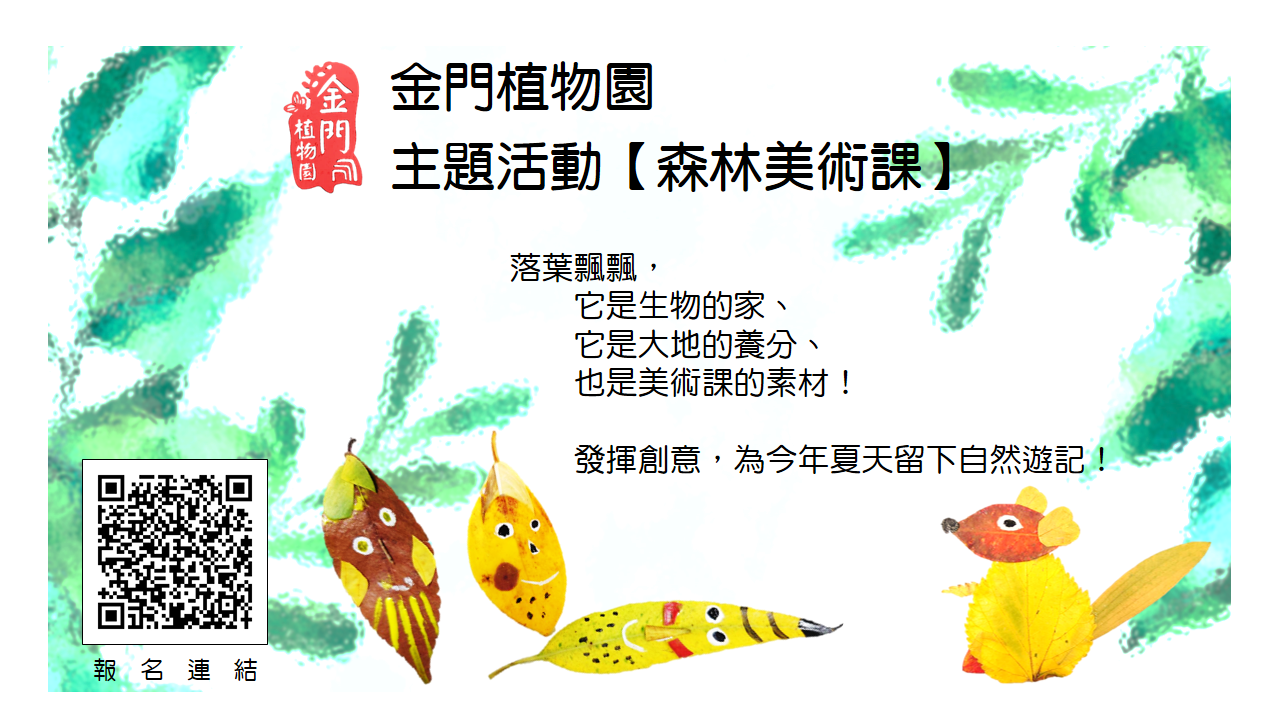 金門植物園
金門植物園
主題活動【森林美術課】
落葉飄飄，
它是生物的家、
它是大地的養分、
也是美術課的素材！
發揮創意，為今年夏天留下自然遊記！
報名連結